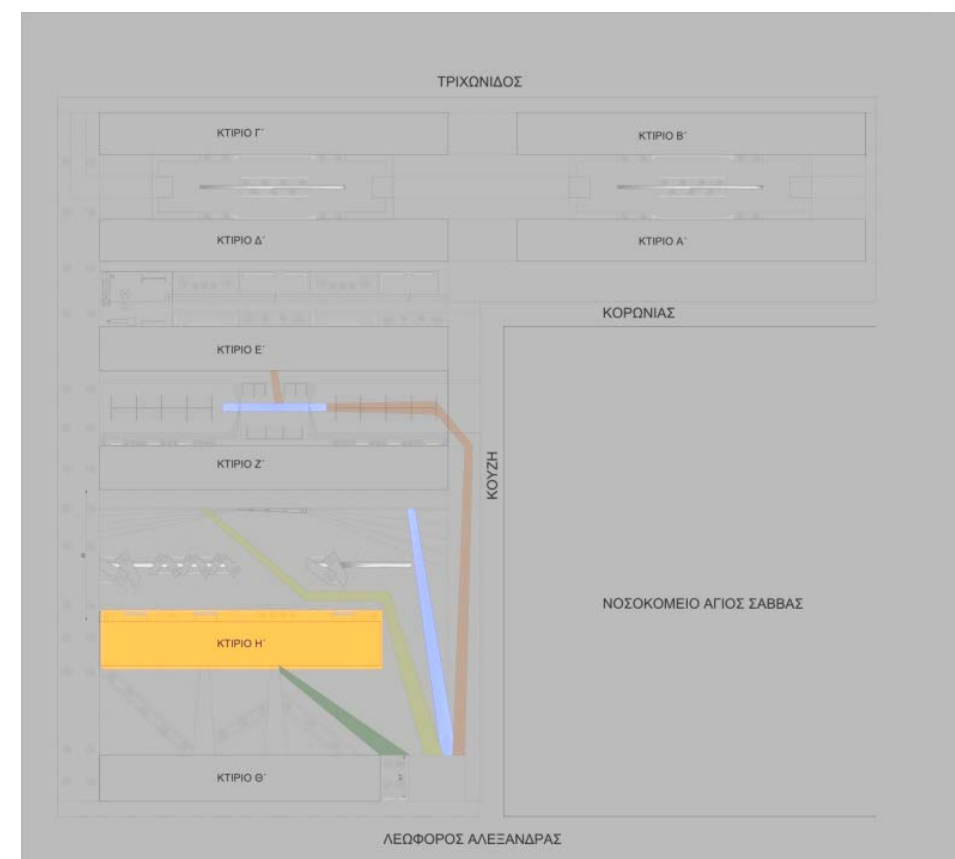 ΤΡΙΧΩΝΙΔΟΣ
ΚΤΙΡΙΟ Γ΄
ΚΤΙΡΙΟ Β΄
ΚΤΙΡΙΟ Δ΄
ΚΤΙΡΙΟ Α΄
ΚΟΡΩΝΙΑΣ
ΚΤΙΡΙΟ Ε΄
ΚΤΙΡΙΟ Ζ΄
ΚΟΥΖΗ
ΝΟΣΟΚΟΜΕΙΟ ΑΓΙΟΣ ΣΑΒΒΑΣ
ΚΤΙΡΙΟ Η΄
ΚΤΙΡΙΟ Θ΄
ΛΕΩΦΟΡΟΣ ΑΛΕΞΑΝΔΡΑΣ